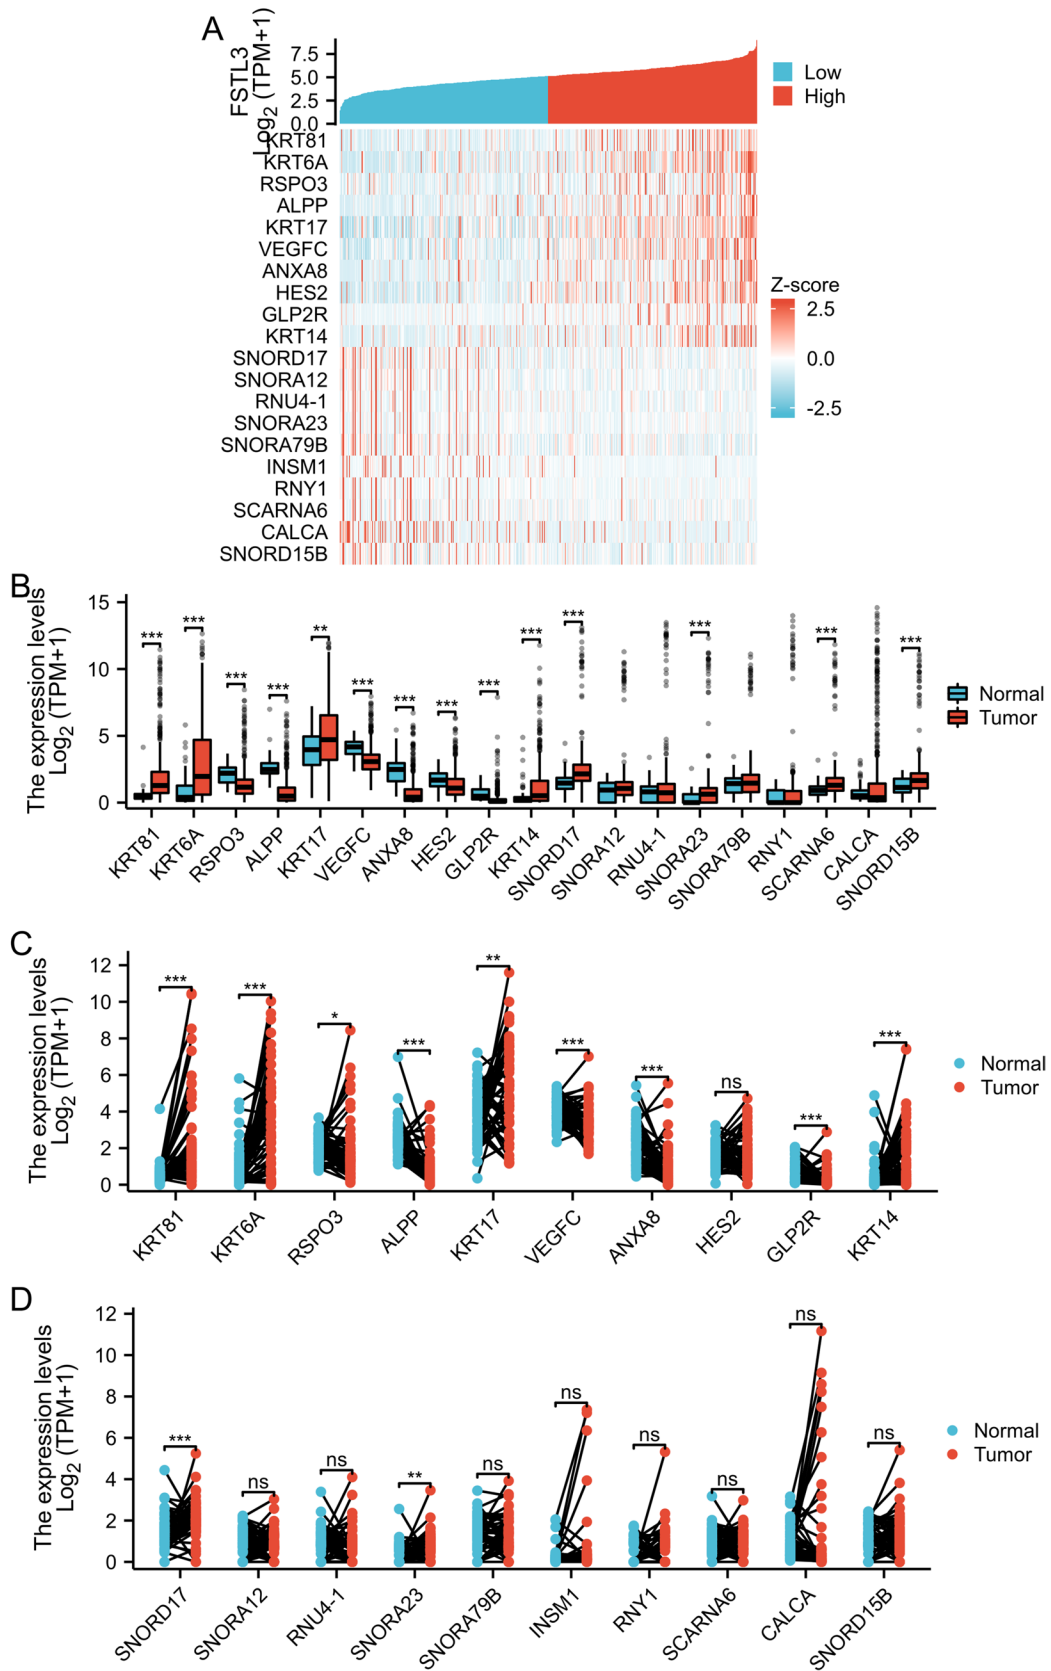 A
FSTL3
Log2 (TPM+1)
7.5
5.0
2.5
0.0
Low
High
KRT81
KRT6A
RSPO3
ALPP
KRT17
VEGFC
ANXA8
HES2
GLP2R
KRT14
SNORD17
SNORA12
RNU4-1
SNORA23
SNORA79B
INSM1
RNY1
SCARNA6
CALCA
SNORD15B
Z-score
2.5
0.0
-2.5
B
The expression levels
Log2 (TPM+1)
15
10
5
0
*** *** *** *** ** *** *** *** *** *** *** *** *** ***
Normal
Tumor
KRT81 KRT6A RSPO3 ALPP KRT17 VEGFC ANXA8 HES2 GLP2R KRT14 SNORD17 SNORA12 RNU4-1 SNORA23 SNORA79B RNY1 SCARNA6 CALCA SNORD15B
C
The expression levels
Log2 (TPM+1)
12
10
8
6
4
2
0
*** *** * *** ** *** *** ns *** ***
Normal
Tumor
KRT81 KRT6A RSPO3 ALPP KRT17 VEGFC ANXA8 HES2 GLP2R KRT14
D
The expression levels
Log2 (TPM+1)
12
10
8
6
4
2
0
*** ns ns ** ns ns ns ns ns ns
Normal
Tumor
SNORD17 SNORA12 RNU4-1 SNORA23 SNORA79B INSM1 RNY1 SCARNA6 CALCA SNORD15B